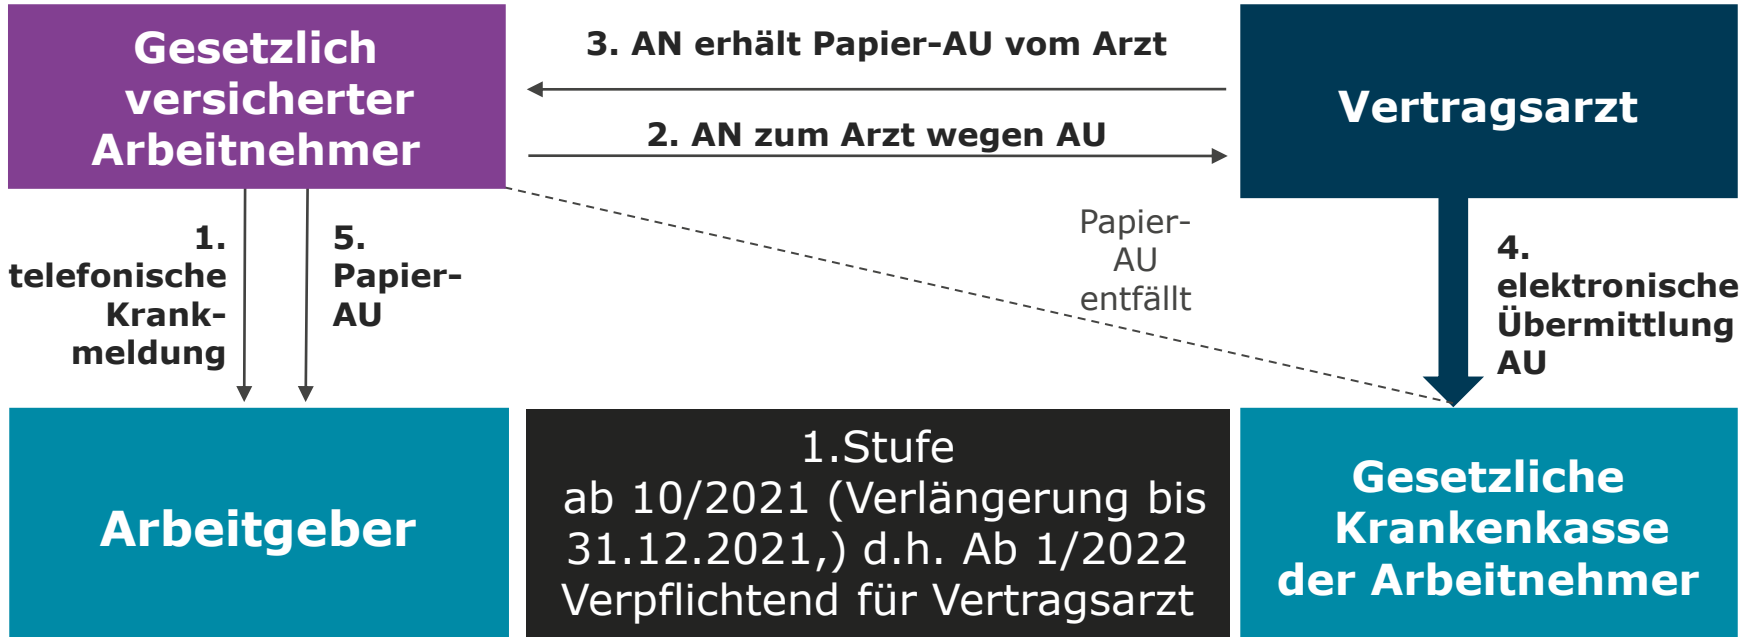 Gesetzlich
versicherter
Arbeitnehmer
3. AN erhält Papier-AU vom Arzt
2. AN zum Arzt wegen AU
Vertragsarzt
1.
telefonische
Krank-
meldung
5.
Papier-
AU
Papier-
AU
entfällt
4.
elektronische
Übermittlung
AU
Arbeitgeber
1.Stufe
ab 10/2021 (Verlängerung bis
31.12.2021,) d.h. Ab 1/2022
Verpflichtend für Vertragsarzt
Gesetzliche
Krankenkasse
der Arbeitnehmer